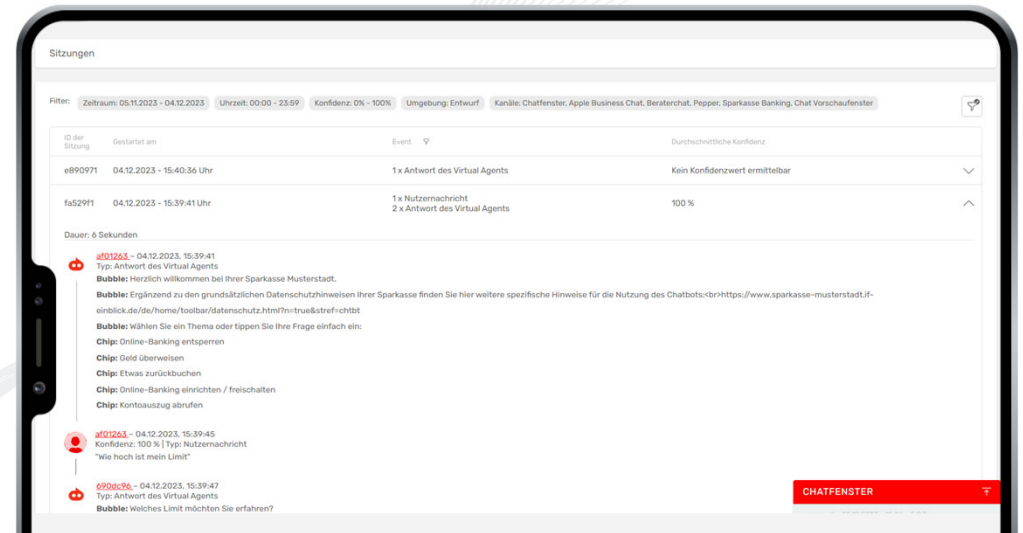 Sitzungen
Filter: Zeitraum: 05.11.2023 - 04.12.2023 Uhrzeit: 00:00 - 23:59 Konfidenz: 0% - 100% Umgebung: Entwurf Kanäle: Chatfenster, Apple Business Chat, Beraterchat, Pepper, Sparkasse Banking, Chat Vorschaufenster
ID der Sitzung Gestartet am Event Durchschnittliche Konfidenz
e890971 04.12.2023 - 15:40:36 Uhr 1 x Antwort des Virtual Agents Kein Konfidenzwert ermittelbar
fa529f1 04.12.2023 - 15:39:41 Uhr 1 x Nutzernachricht 100 %
2 x Antwort des Virtual Agents
Dauer: 6 Sekunden
af01263 - 04.12.2023, 15:39:41
Typ: Antwort des Virtual Agents
Bubble: Herzlich willkommen bei Ihrer Sparkasse Musterstadt.
Bubble: Ergänzend zu den grundsätzlichen Datenschutzhinweisen Ihrer Sparkasse finden Sie hier weitere spezifische Hinweise für die Nutzung des Chatbots:<br>https://www.sparkasse-musterstadt.if-
einblick.de/de/home/toolbar/datenschutz.html?n=true&stref=chtbt
Bubble: Wählen Sie ein Thema oder tippen Sie Ihre Frage einfach ein:
Chip: Online-Banking entsperren
Chip: Geld überweisen
Chip: Etwas zurückbuchen
Chip: Online-Banking einrichten / freischalten
Chip: Kontoauszug abrufen
af01263 - 04.12.2023, 15:39:45
Konfidenz: 100 % | Typ: Nutzernachricht
"Wie hoch ist mein Limit"
690dc96 - 04.12.2023, 15:39:47
Typ: Antwort des Virtual Agents
Bubble: Welches Limit möchten Sie erfahren?
CHATFENSTER